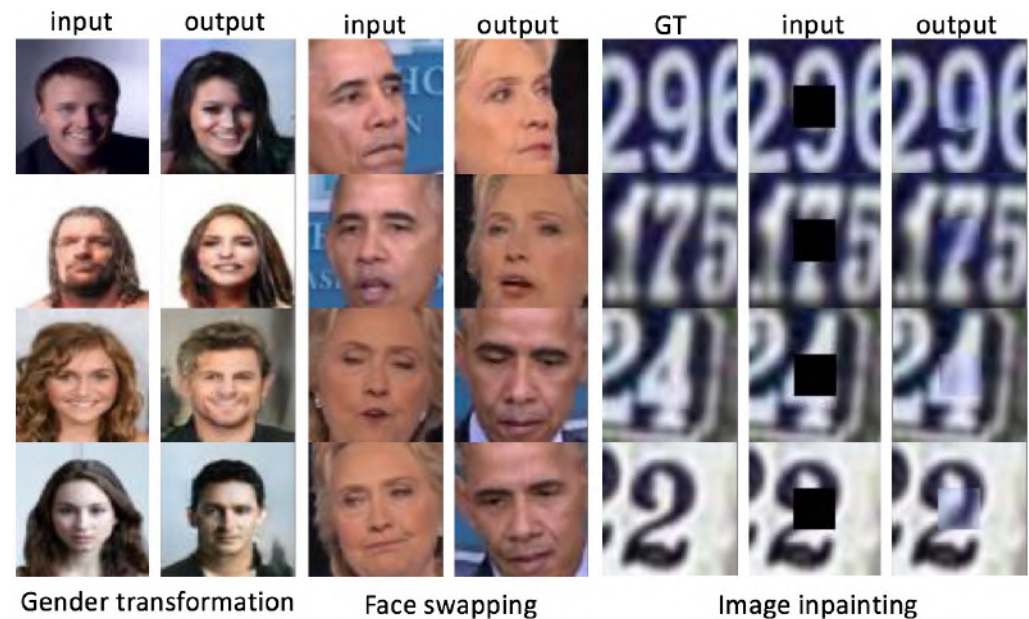 input output input output GT input output
HO
N
296 296 296
175 175 175
24 24 24
22 22 22
Gender transformation Face swapping Image inpainting